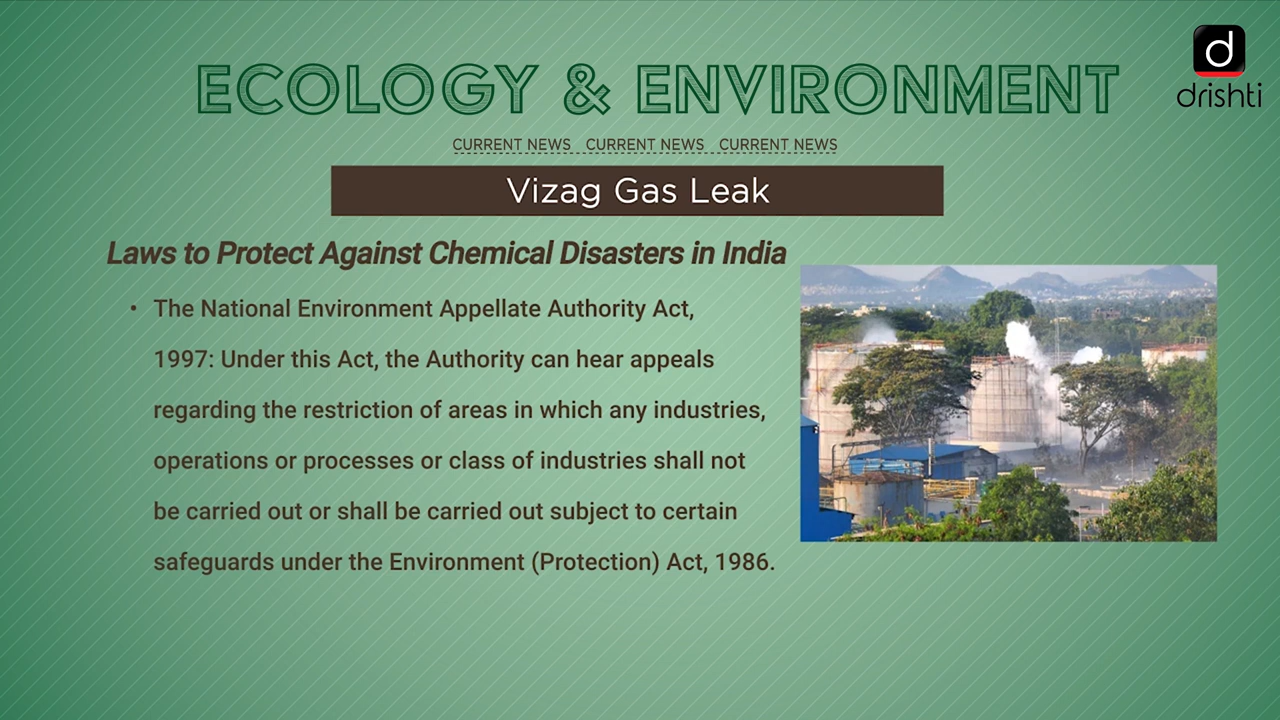 ECOLOGY & ENVIRONMENT
d
drishti
CURRENT NEWS CURRENT NEWS CURRENT NEWS
Vizag Gas Leak
Laws to Protect Against Chemical Disasters in India
• The National Environment Appellate Authority Act,
1997: Under this Act, the Authority can hear appeals
regarding the restriction of areas in which any industries,
operations or processes or class of industries shall not
be carried out or shall be carried out subject to certain
safeguards under the Environment (Protection) Act, 1986.